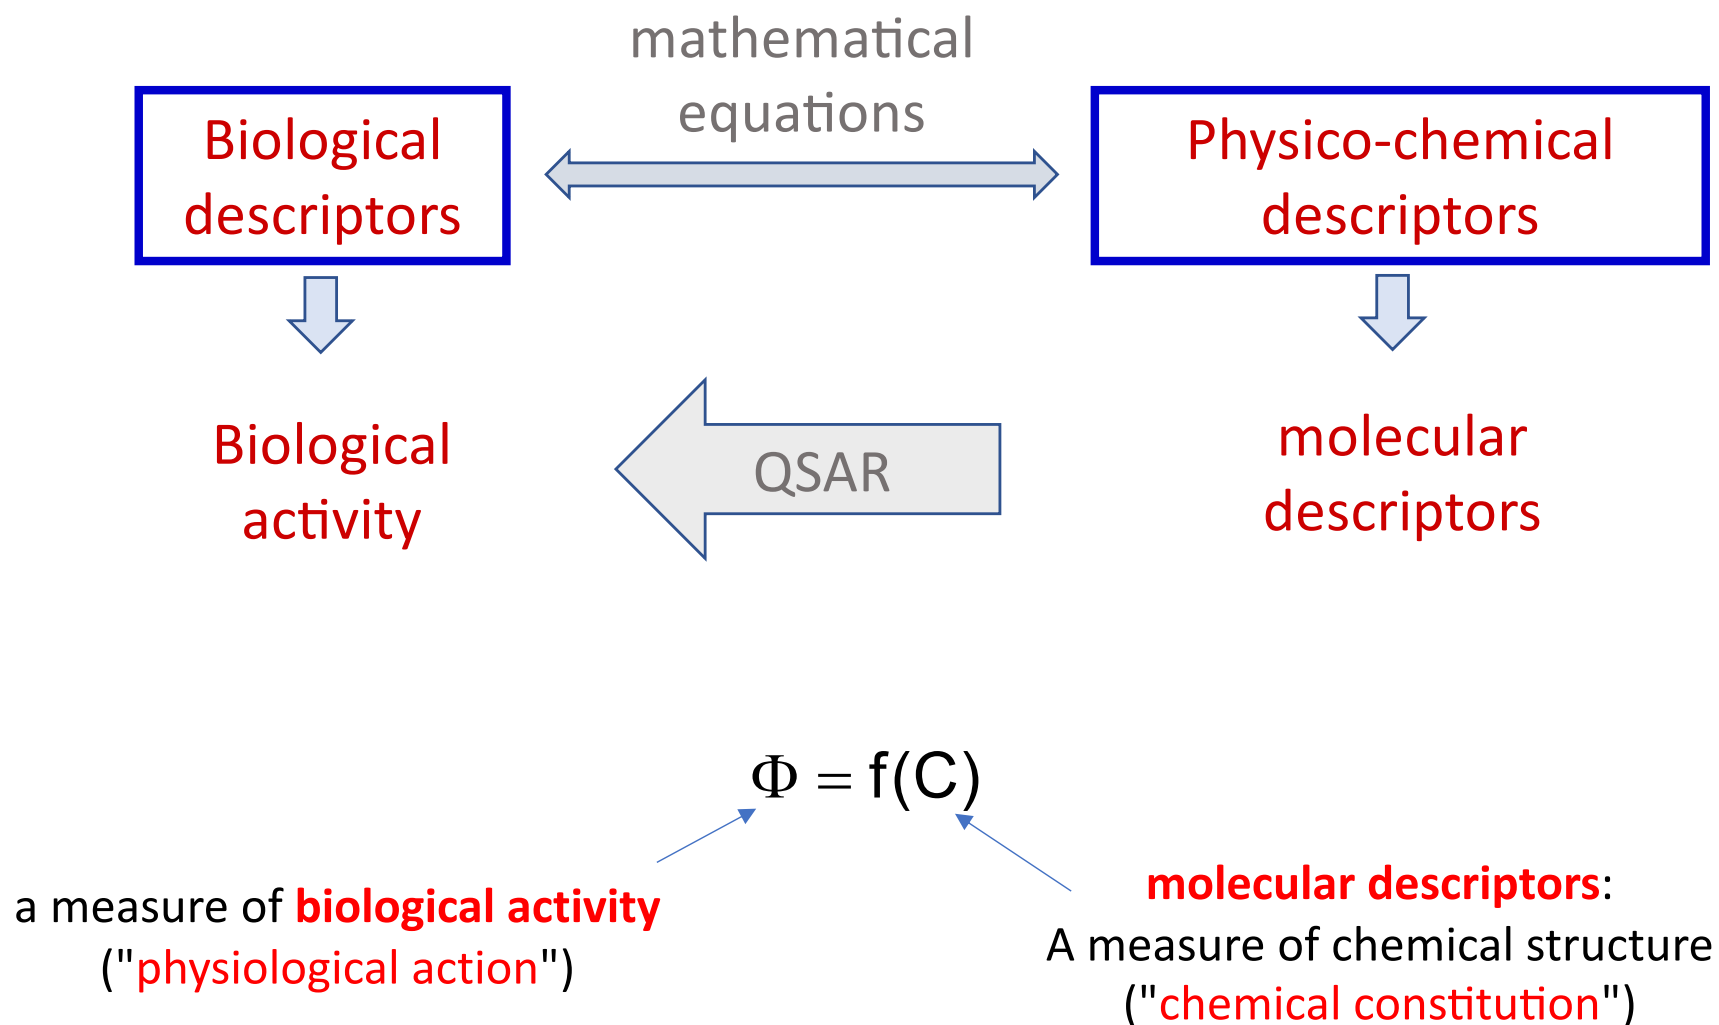 mathematical
equations
Biological
descriptors
Physico-chemical
descriptors
Biological
activity
QSAR
molecular
descriptors
Φ = f(C)
a measure of biological activity
("physiological action")
molecular descriptors:
A measure of chemical structure
("chemical constitution")